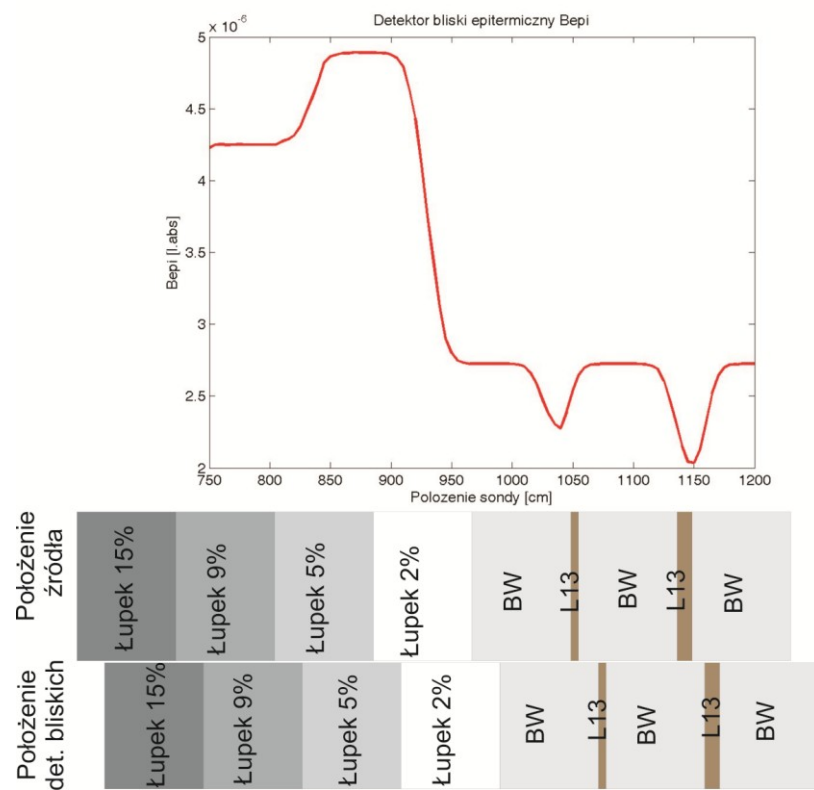 Detektor bliski epitermiczny Bepi
x 10⁻⁶
5
4.5
4
3.5
3
2.5
2
Bepi [l.abs]
750 800 850 900 950 1000 1050 1100 1150 1200
Polozenie sondy [cm]
Położenie
źródła
Łupek 15%
Łupek 9%
Łupek 5%
Łupek 2%
BW
L13
BW
L13
BW
Położenie
det. bliskich
Łupek 15%
Łupek 9%
Łupek 5%
Łupek 2%
BW
L13
BW
L13
BW